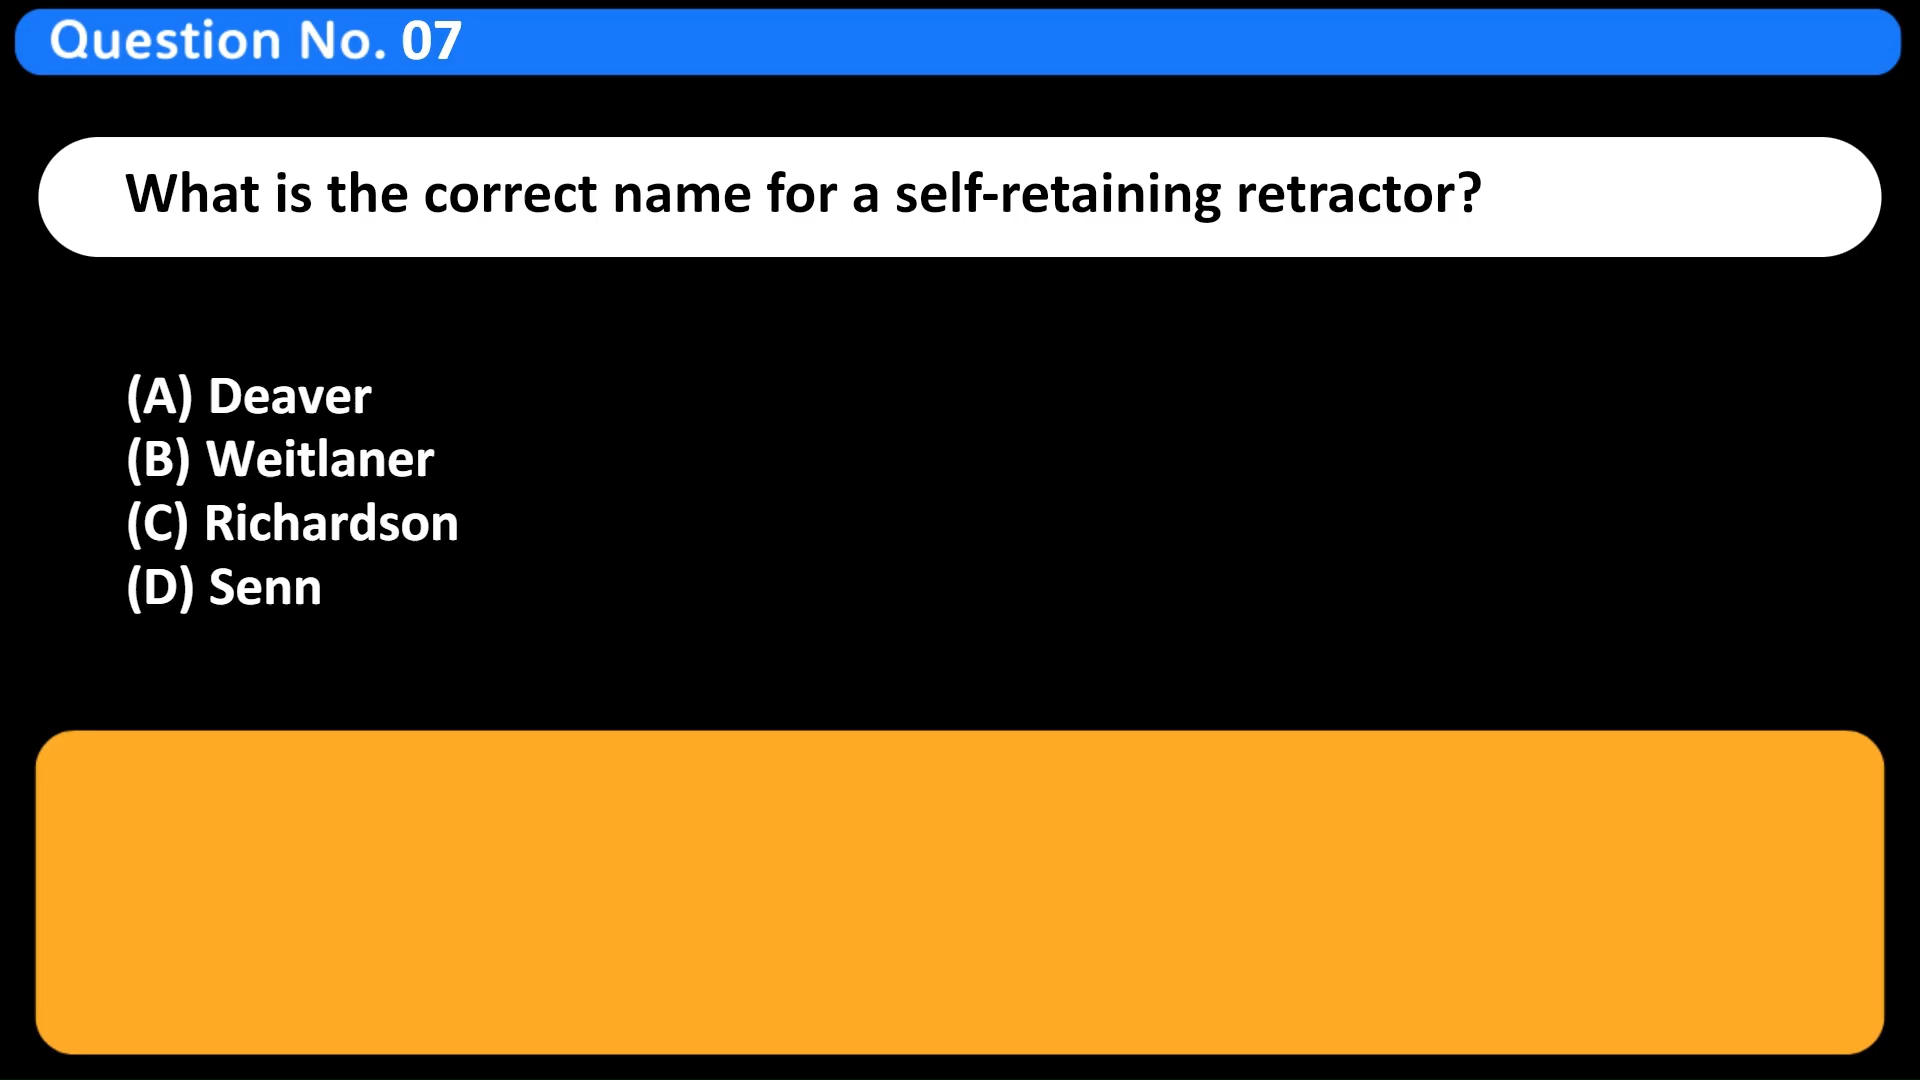 Question No. 07
What is the correct name for a self-retaining retractor?
(A) Deaver
(B) Weitlaner
(C) Richardson
(D) Senn